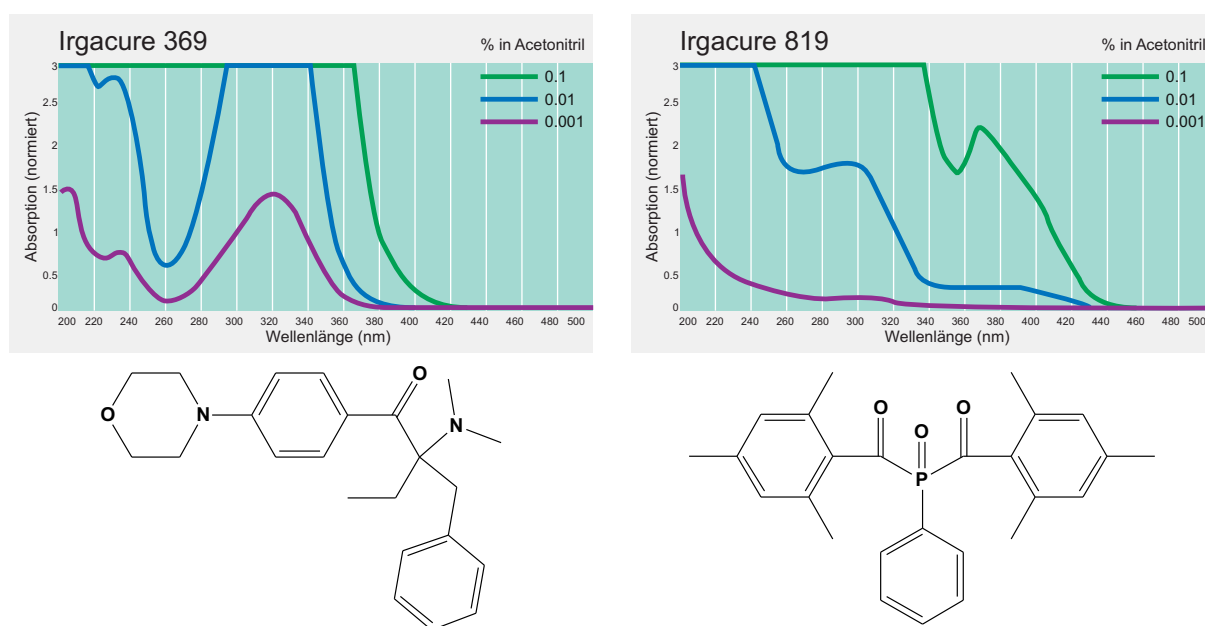 Irgacure 369
% in Acetonitril
3
2.5
2
1.5
1
0.5
0
0.1
0.01
0.001
Absorption (normiert)
200 220 240 260 280 300 320 340 360 380 400 420 440 460 480 500
Wellenlänge (nm)
Irgacure 819
% in Acetonitril
3
2.5
2
1.5
1
0.5
0
0.1
0.01
0.001
Absorption (normiert)
200 220 240 260 280 300 320 340 360 380 400 420 440 460 480 500
Wellenlänge (nm)
O
O N
N
O O O
P